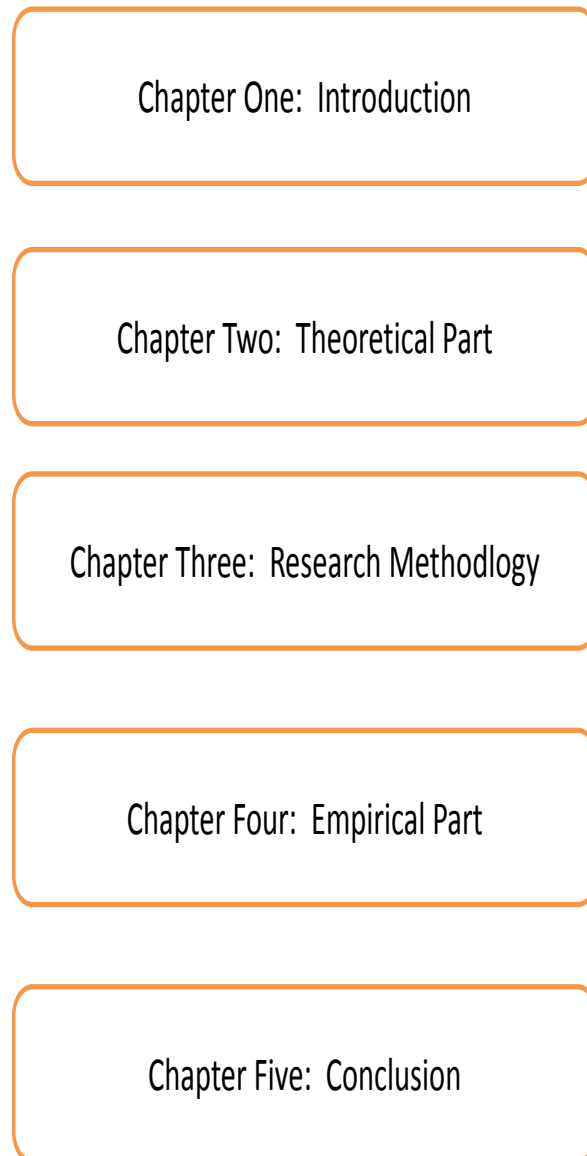 Chapter One:  Introduction
Chapter Two:  Theoretical Part
Chapter Three:  Research Methodlogy
Chapter Four:  Empirical Part
Chapter Five:  Conclusion